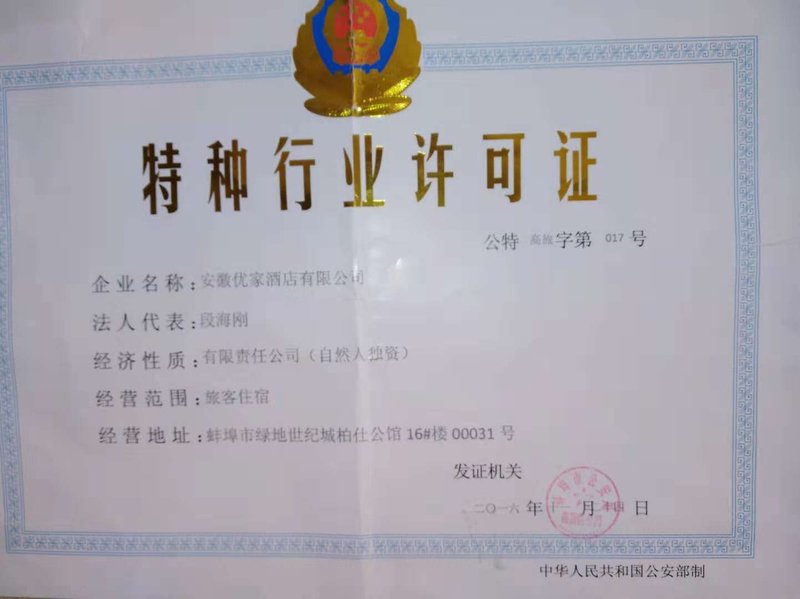 特种行业许可证
公特 高旅字第 017 号
企业名称:安徽优家酒店有限公司
法人代表:段海刚
经济性质:有限责任公司(自然人独资)
经营范围:旅客住宿
经营地址:蚌埠市绿地世纪城柏仕公馆 16#楼 00031 号
发证机关
二〇一六 年 月 日
中华人民共和国公安部制